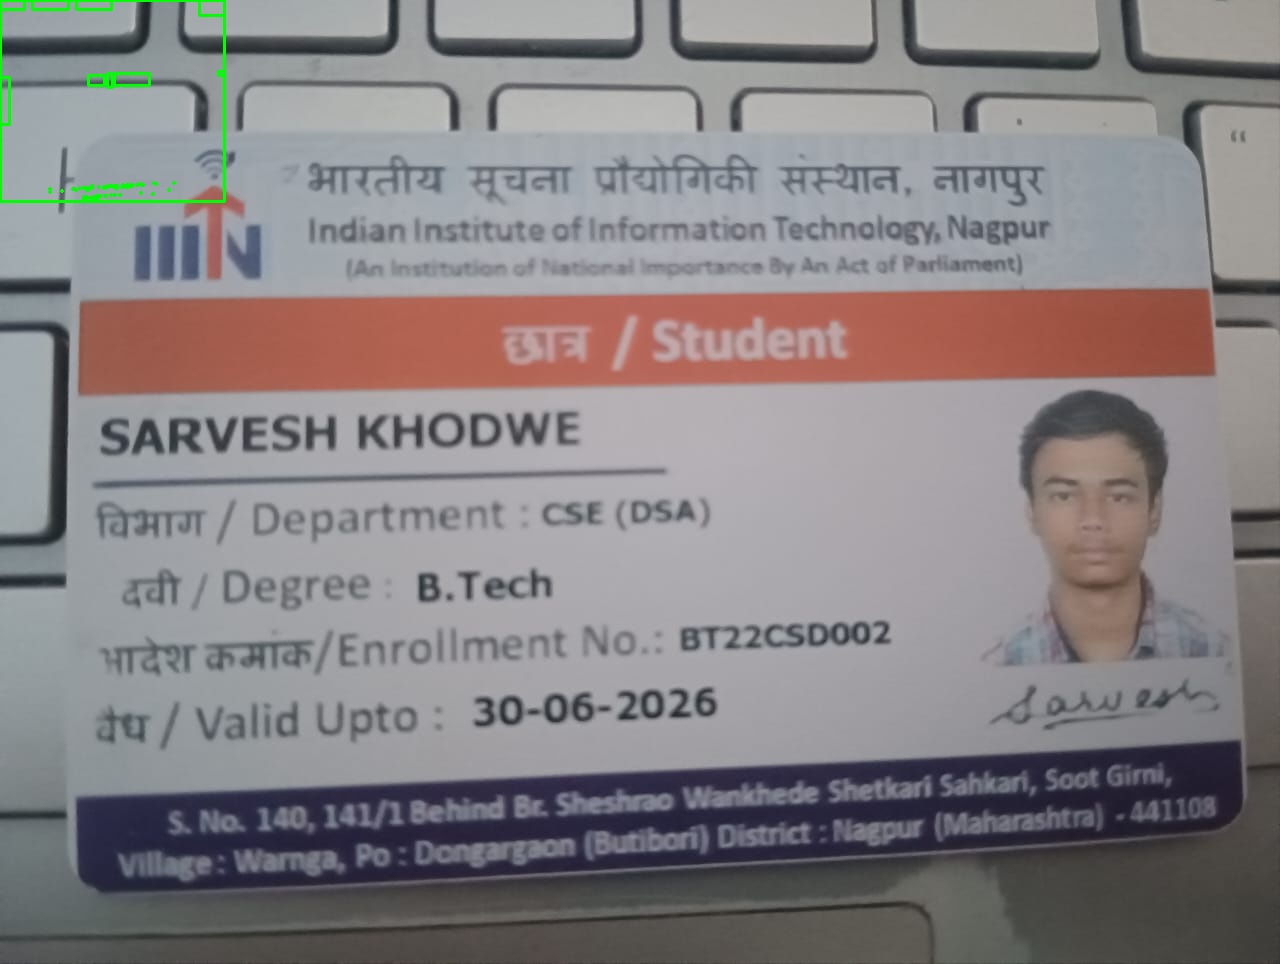 भारतीय सूचना प्रौद्योगिकी संस्थान, नागपुर
Indian Institute of Information Technology, Nagpur
(An Institution of National Importance By An Act of Parliament)
IIITN
छात्र / Student
SARVESH KHODWE
विभाग / Department : CSE (DSA)
दवी / Degree : B.Tech
आदेश कमांक/Enrollment No.: BT22CSD002
वैध / Valid Upto : 30-06-2026
Sarvesh
S. No. 140, 141/1 Behind Br. Sheshrao Wankhede Shetkari Sahkari, Soot Girni,
Village : Warnga, Po : Dongargaon (Butibori) District : Nagpur (Maharashtra) - 441108